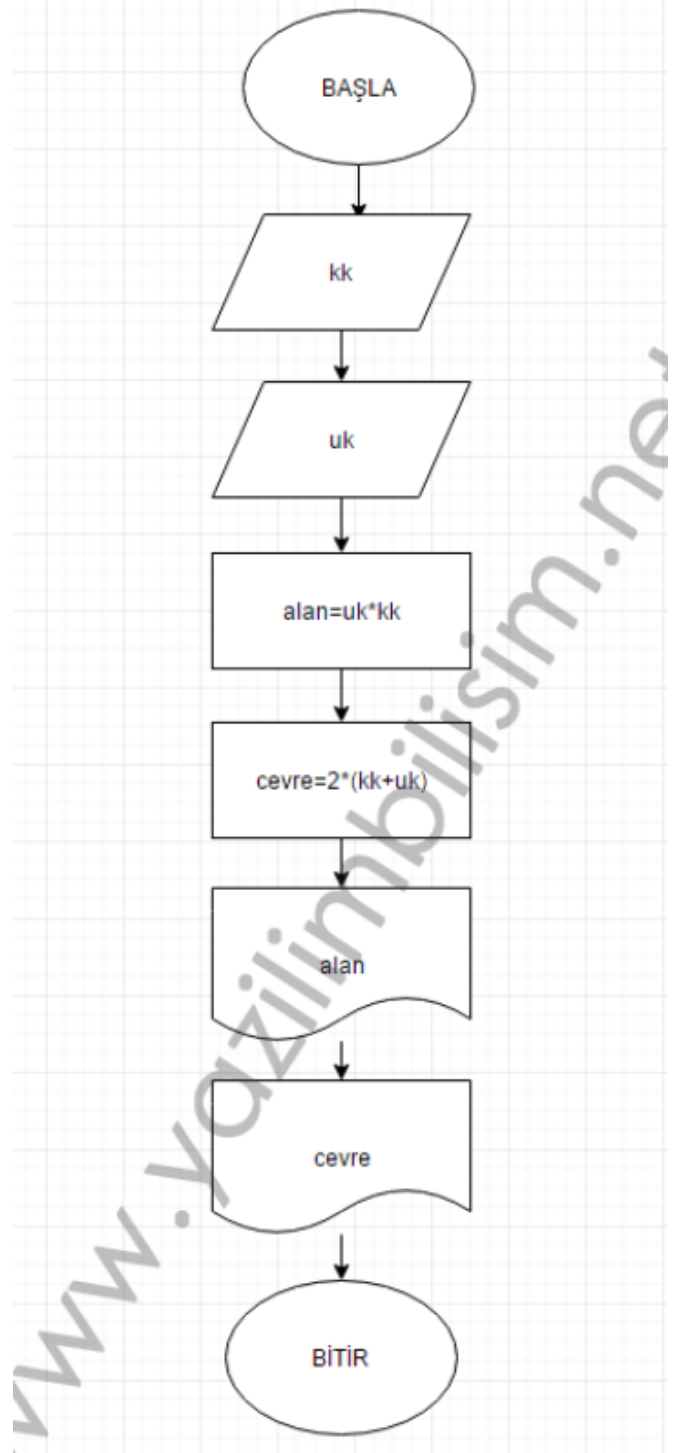 BAŞLA
kk
uk
alan=uk*kk
cevre=2*(kk+uk)
alan
cevre
BİTİR
www.yazilimbilisim.net